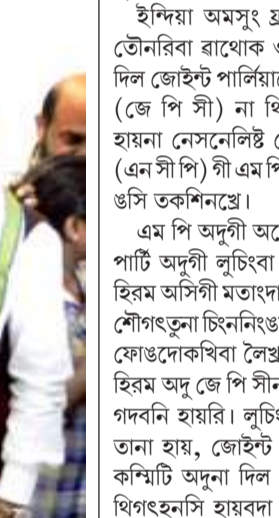 ইন্দিয়া অমসুং
তৌনরিবা ৱাথোক
দিল জোইন্ট
(জে পি সী) না
হায়না নেসনেলিষ্ট
(এন সী পি) গী এম পি
ঙসি তকশিনখ্রে।
এম পি অদুগী
পার্টি অদুগী লুচিংবা
হিরম অসিগী মতাংদা
শৌগৎতুনা
ফোঙদোকখিবা
হিরম অদু জে পি
গদবনি হায়রি।
তানা হায়, জোইন্ট
কম্মিটি অদুনা দিল
থিগৎহনসি হায়বদা